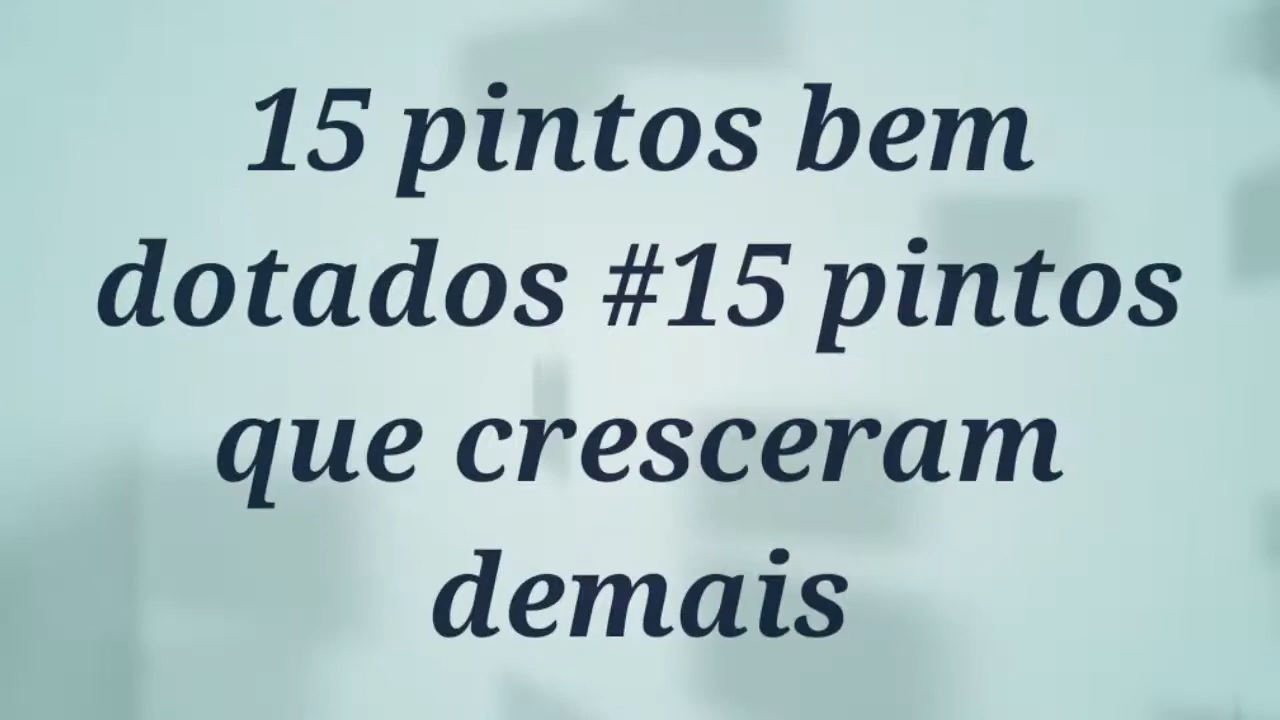 15 pintos bem
dotados #15 pintos
que cresceram
demais